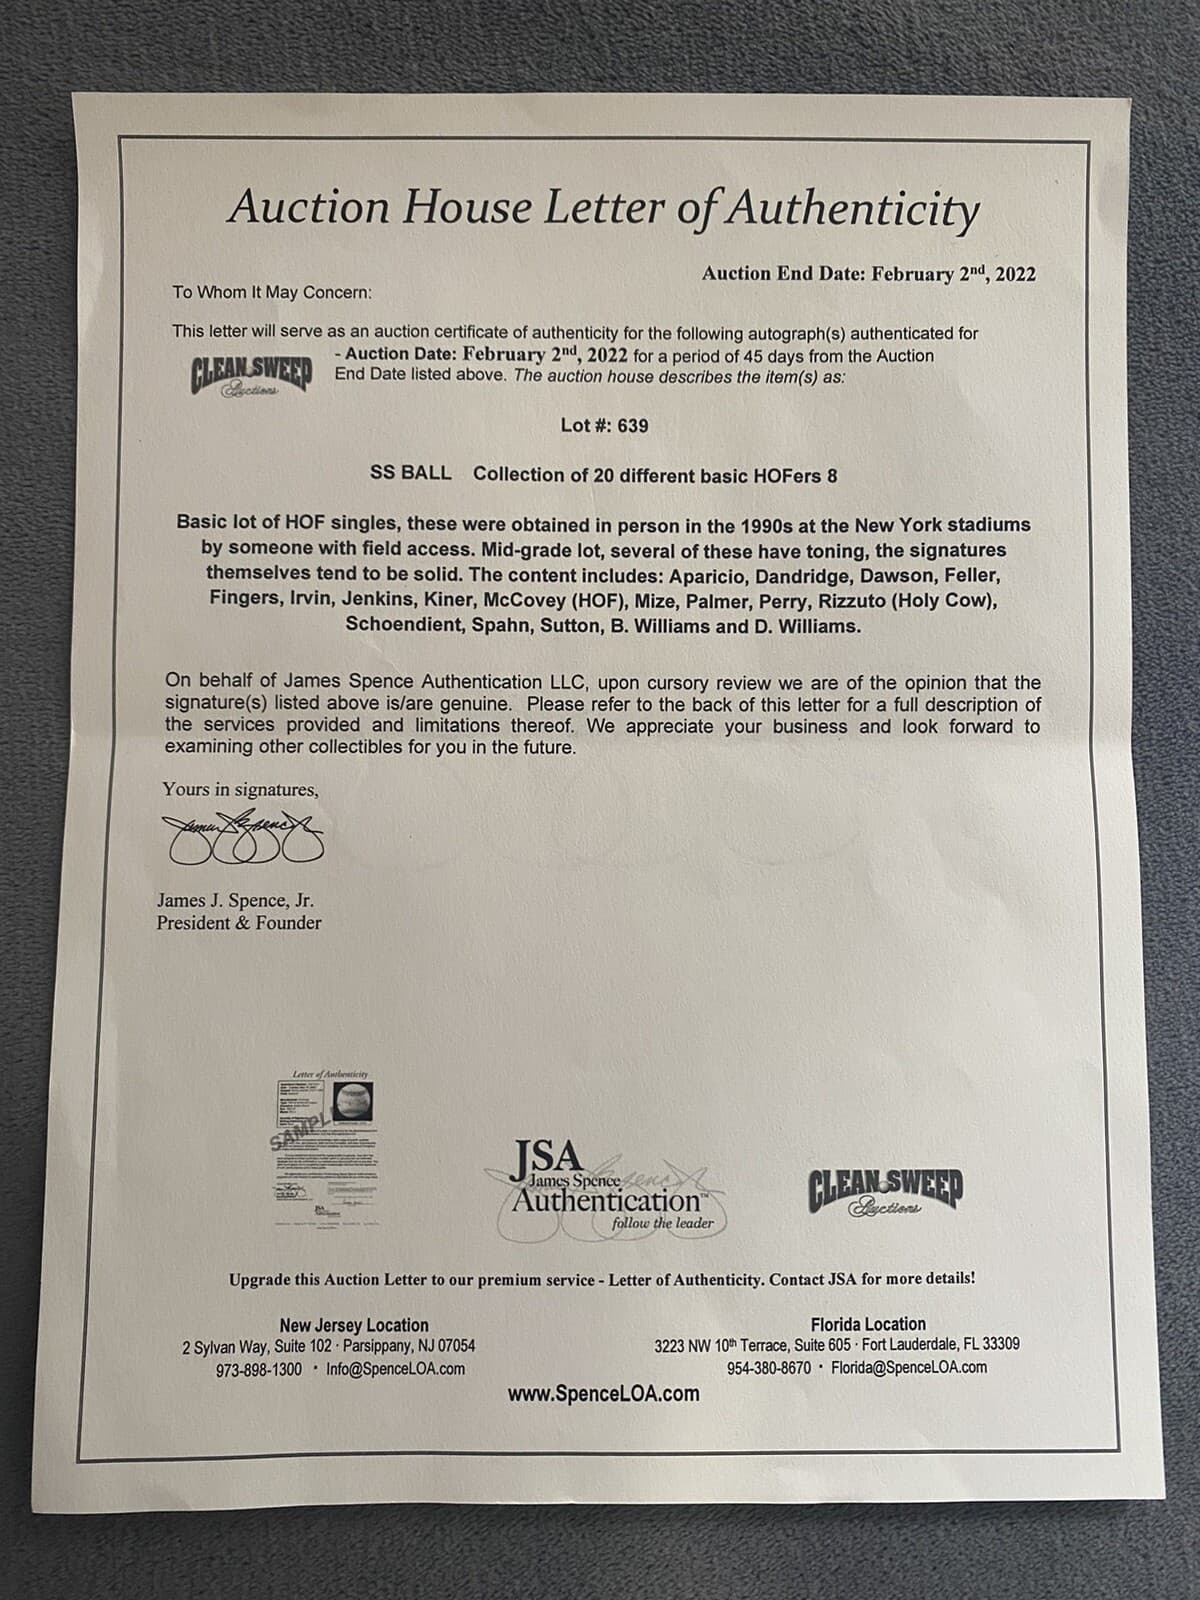 Auction House Letter of Authenticity
Auction End Date: February 2nd, 2022
To Whom It May Concern:
This letter will serve as an auction certificate of authenticity for the following autograph(s) authenticated for
CLEAN SWEEP
Auctions
- Auction Date: February 2nd, 2022 for a period of 45 days from the Auction
End Date listed above. The auction house describes the item(s) as:
Lot #: 639
SS BALL Collection of 20 different basic HOFers 8
Basic lot of HOF singles, these were obtained in person in the 1990s at the New York stadiums
by someone with field access. Mid-grade lot, several of these have toning, the signatures
themselves tend to be solid. The content includes: Aparicio, Dandridge, Dawson, Feller,
Fingers, Irvin, Jenkins, Kiner, McCovey (HOF), Mize, Palmer, Perry, Rizzuto (Holy Cow),
Schoendient, Spahn, Sutton, B. Williams and D. Williams.
On behalf of James Spence Authentication LLC, upon cursory review we are of the opinion that the
signature(s) listed above is/are genuine. Please refer to the back of this letter for a full description of
the services provided and limitations thereof. We appreciate your business and look forward to
examining other collectibles for you in the future.
Yours in signatures,
James Spence Jr
James J. Spence, Jr.
President & Founder
Letter of Authenticity
SAMPLE
JSA
James Spence
Authentication™
follow the leader
CLEAN SWEEP
Auctions
Upgrade this Auction Letter to our premium service - Letter of Authenticity. Contact JSA for more details!
New Jersey Location
2 Sylvan Way, Suite 102 · Parsippany, NJ 07054
973-898-1300 · Info@SpenceLOA.com
Florida Location
3223 NW 10th Terrace, Suite 605 · Fort Lauderdale, FL 33309
954-380-8670 · Florida@SpenceLOA.com
www.SpenceLOA.com